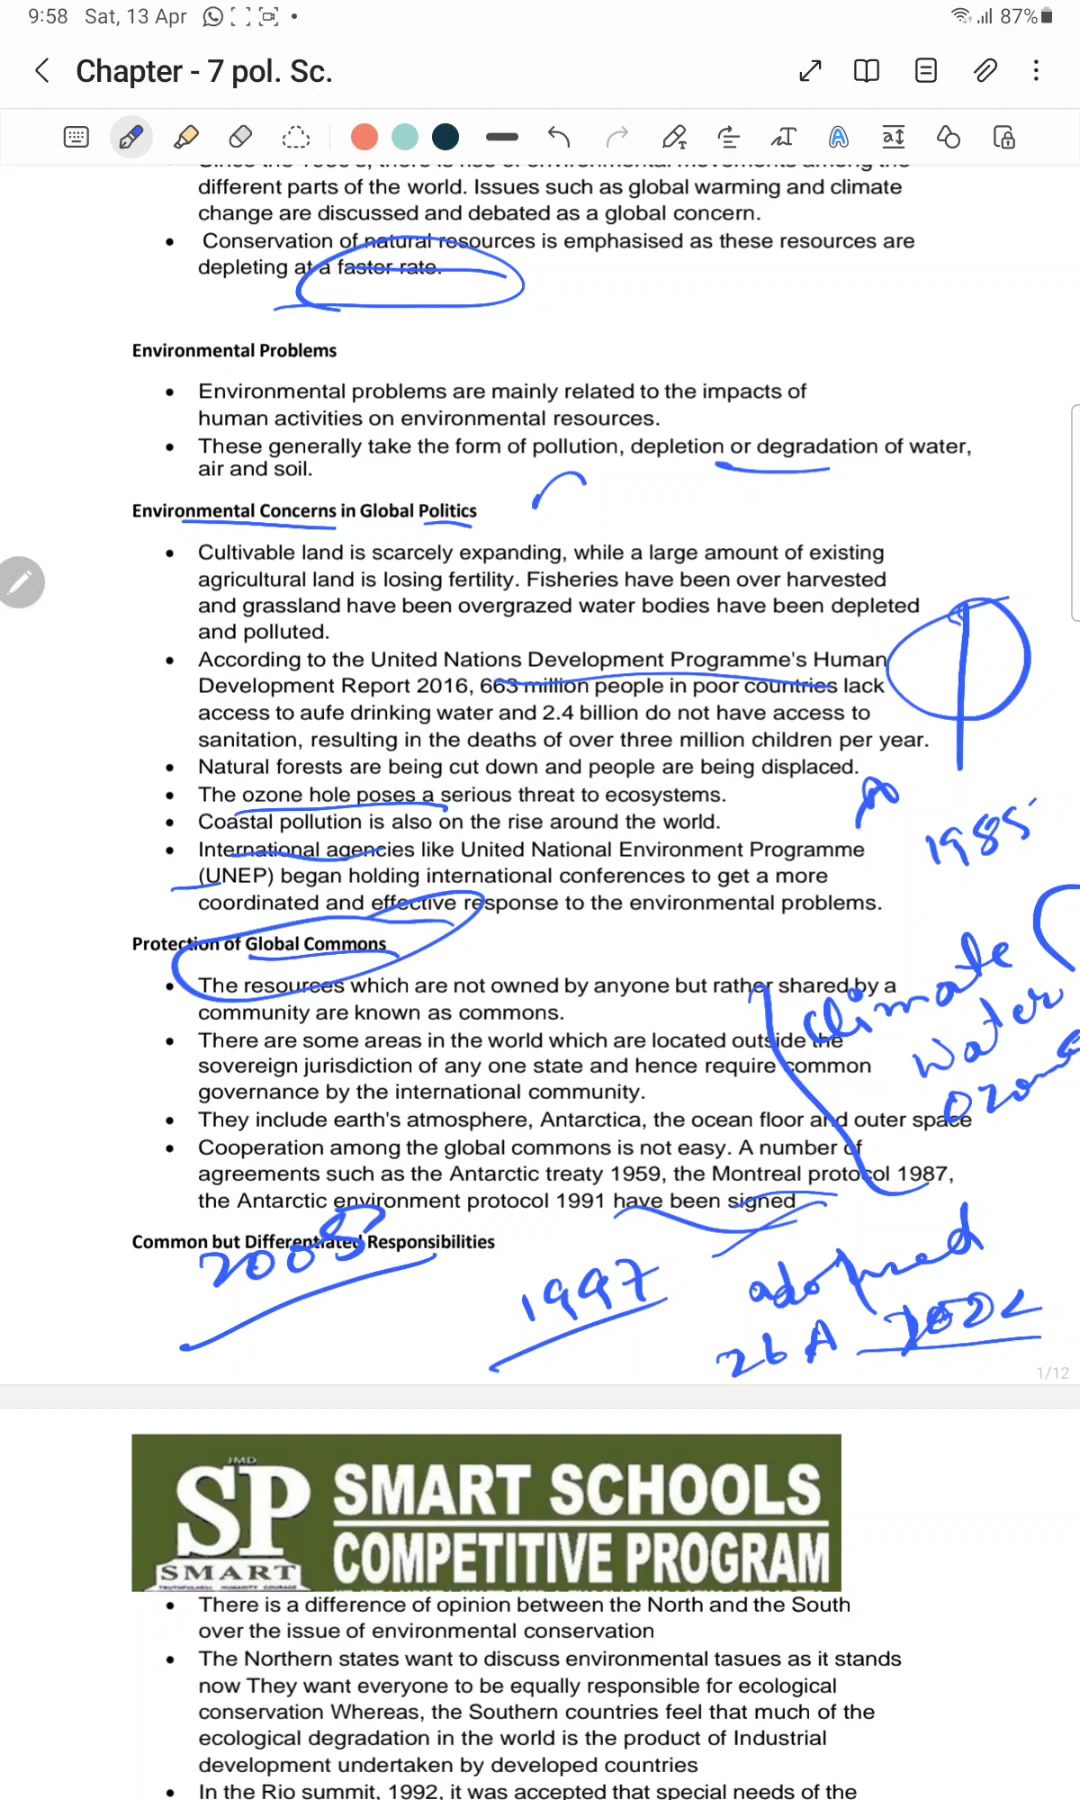 9:58 Sat, 13 Apr
87%
Chapter - 7 pol. Sc.
different parts of the world. Issues such as global warming and climate
change are discussed and debated as a global concern.
• Conservation of natural resources is emphasised as these resources are
depleting at a faster rate.
Environmental Problems
• Environmental problems are mainly related to the impacts of
human activities on environmental resources.
• These generally take the form of pollution, depletion or degradation of water,
air and soil.
Environmental Concerns in Global Politics
• Cultivable land is scarcely expanding, while a large amount of existing
agricultural land is losing fertility. Fisheries have been over harvested
and grassland have been overgrazed water bodies have been depleted
and polluted.
• According to the United Nations Development Programme's Human
Development Report 2016, 663 million people in poor countries lack
access to aufe drinking water and 2.4 billion do not have access to
sanitation, resulting in the deaths of over three million children per year.
• Natural forests are being cut down and people are being displaced.
• The ozone hole poses a serious threat to ecosystems.
• Coastal pollution is also on the rise around the world.
1985
• International agencies like United National Environment Programme
(UNEP) began holding international conferences to get a more
coordinated and effective response to the environmental problems.
Protection of Global Commons
• The resources which are not owned by anyone but rather shared by a
community are known as commons.
climate
water
• There are some areas in the world which are located outside the
sovereign jurisdiction of any one state and hence require common
governance by the international community.
• They include earth's atmosphere, Antarctica, the ocean floor and outer space
• Cooperation among the global commons is not easy. A number of
agreements such as the Antarctic treaty 1959, the Montreal protocol 1987,
the Antarctic environment protocol 1991 have been signed
Common but Differentiated Responsibilities
2005
1997
26 A
1/12
JMD
SP
SMART
SMART SCHOOLS
COMPETITIVE PROGRAM
• There is a difference of opinion between the North and the South
over the issue of environmental conservation
• The Northern states want to discuss environmental tasues as it stands
now They want everyone to be equally responsible for ecological
conservation Whereas, the Southern countries feel that much of the
ecological degradation in the world is the product of Industrial
development undertaken by developed countries
• In the Rio summit, 1992, it was accepted that special needs of the